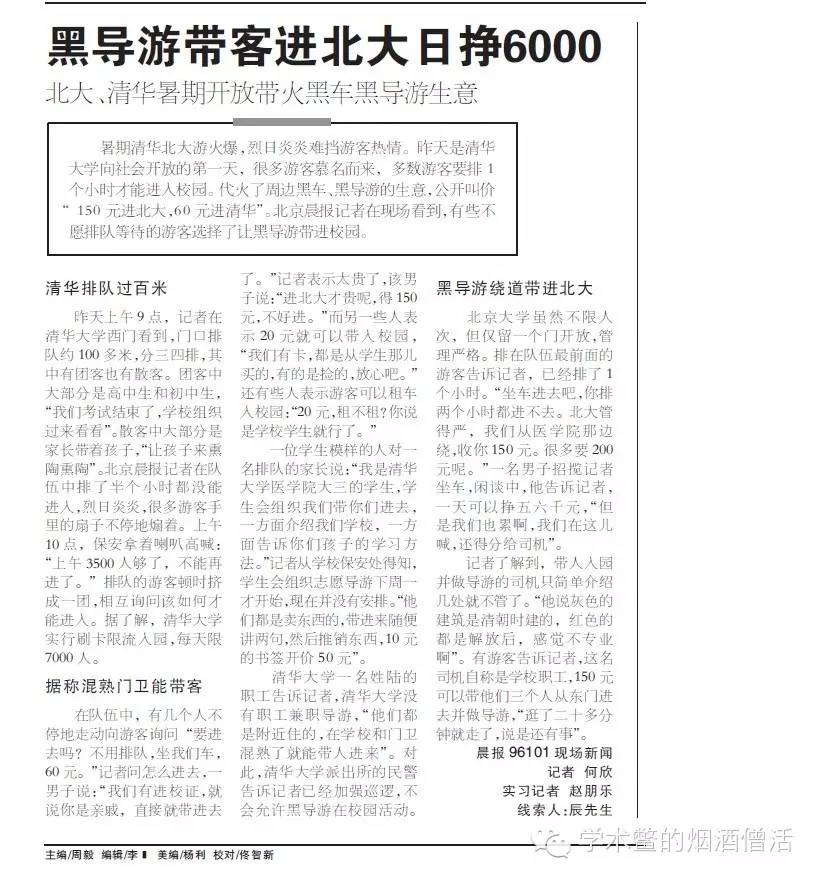 黑导游带客进北大日挣6000
北大、清华暑期开放带火黑车黑导游生意
暑期清华北大游火爆,烈日炎炎难挡游客热情。昨天是清华
大学向社会开放的第一天，很多游客慕名而来，多数游客要排1
个小时才能进入校园。代火了周边黑车、黑导游的生意,公开叫价
“150元进北大,60元进清华”。北京晨报记者在现场看到,有些不
愿排队等待的游客选择了让黑导游带进校园。
清华排队过百米
昨天上午9点，记者在
清华大学西门看到,门口排
队约100多米,分三四排,其
中有团客也有散客。团客中
大部分是高中生和初中生,
“我们考试结束了,学校组织
过来看看”。散客中大部分是
家长带着孩子,“让孩子来熏
陶熏陶”。北京晨报记者在队
伍中排了半个小时都没能
进入,烈日炎炎,很多游客手
里的扇子不停地煽着。上午
10点，保安拿着喇叭高喊:
“上午3500人够了，不能再
进了。”排队的游客顿时挤
成一团,相互询问该如何才
能进入。据了解，清华大学
实行刷卡限流入园,每天限
7000人。
据称混熟门卫能带客
在队伍中，有几个人不
停地走动向游客询问“要进
去吗？不用排队,坐我们车,
60元。”记者问怎么进去,一
男子说:“我们有进校证,就
说你是亲戚，直接就带进去
了。”记者表示太贵了,该男
子说:“进北大才贵呢,得150
元,不好进。”而另一些人表
示20元就可以带入校园,
“我们有卡,都是从学生那儿
买的,有的是捡的,放心吧。”
还有些人表示游客可以租车
入校园:“20元,租不租?你说
是学校学生就行了。”
一位学生模样的人对一
名排队的家长说:“我是清华
大学医学院大三的学生,学
生会组织我们带你们进去,
一方面介绍我们学校，一方
面告诉你们孩子的学习方
法。”记者从学校保安处得知,
学生会组织志愿导游下周一
才开始,现在并没有安排。“他
们都是卖东西的,带进来随便
讲两句,然后推销东西,10元
的书签开价50元”。
清华大学一名姓陆的
职工告诉记者,清华大学没
有职工兼职导游，“他们都
是附近住的，在学校和门卫
混熟了就能带人进来”。对
此,清华大学派出所的民警
告诉记者已经加强巡逻,不
会允许黑导游在校园活动。
黑导游绕道带进北大
北京大学虽然不限人
次，但仅留一个门开放,管
理严格。排在队伍最前面的
游客告诉记者，已经排了1
个小时。“坐车进去吧,你排
两个小时都进不去。北大管
得严，我们从医学院那边
绕,收你150元。很多要200
元呢。”一名男子招揽记者
坐车,闲谈中,他告诉记者,
一天可以挣五六千元,“但
是我们也累啊,我们在这儿
喊,还得分给司机”。
记者了解到，带人入园
并做导游的司机只简单介绍
几处就不管了。“他说灰色的
建筑是清朝时建的，红色的
都是解放后，感觉不专业
啊”。有游客告诉记者,这名
司机自称是学校职工,150元
可以带他们三个人从东门进
去并做导游,“逛了二十多分
钟就走了,说是还有事”。
晨报96101现场新闻
记者 何欣
实习记者 赵朋乐
线索人:辰先生
主编/周毅 编辑/李 美编/杨利 校对/佟智新
学术鳖的烟酒僧活